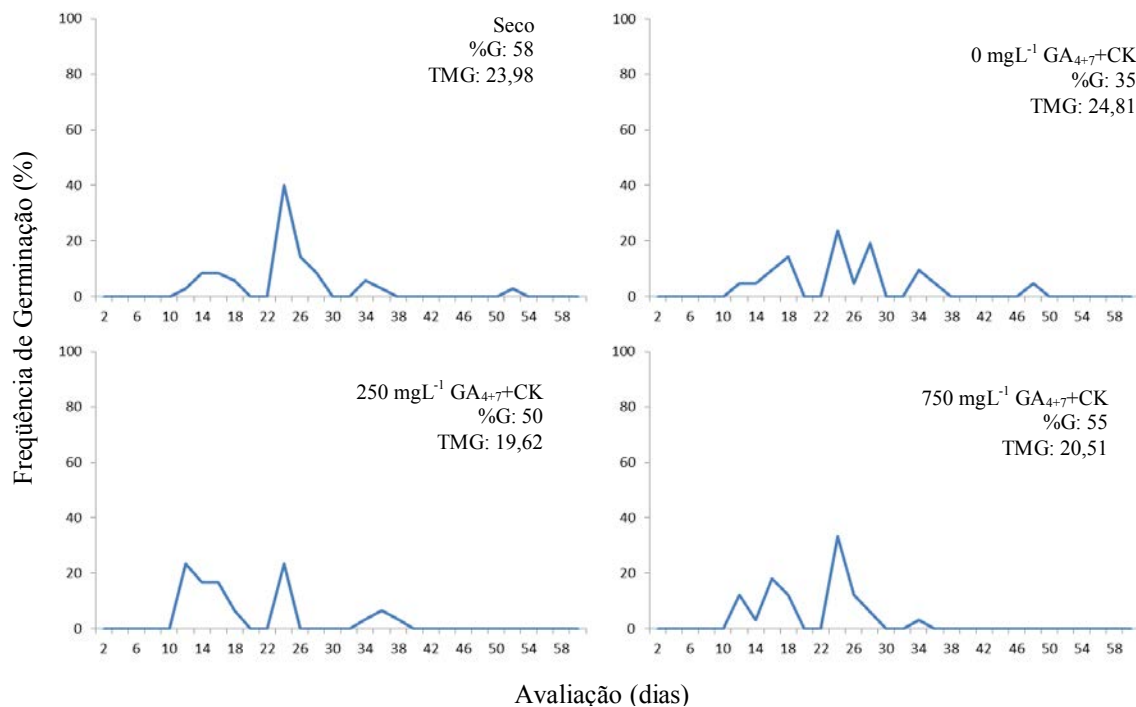 Freqüência de Germinação (%)
100
80
60
40
20
0
Seco
%G: 58
TMG: 23,98
2 6 10 14 18 22 26 30 34 38 42 46 50 54 58
100
80
60
40
20
0
0 mgL-1 GA4+7+CK
%G: 35
TMG: 24,81
2 6 10 14 18 22 26 30 34 38 42 46 50 54 58
100
80
60
40
20
0
250 mgL-1 GA4+7+CK
%G: 50
TMG: 19,62
2 6 10 14 18 22 26 30 34 38 42 46 50 54 58
100
80
60
40
20
0
750 mgL-1 GA4+7+CK
%G: 55
TMG: 20,51
2 6 10 14 18 22 26 30 34 38 42 46 50 54 58
Avaliação (dias)